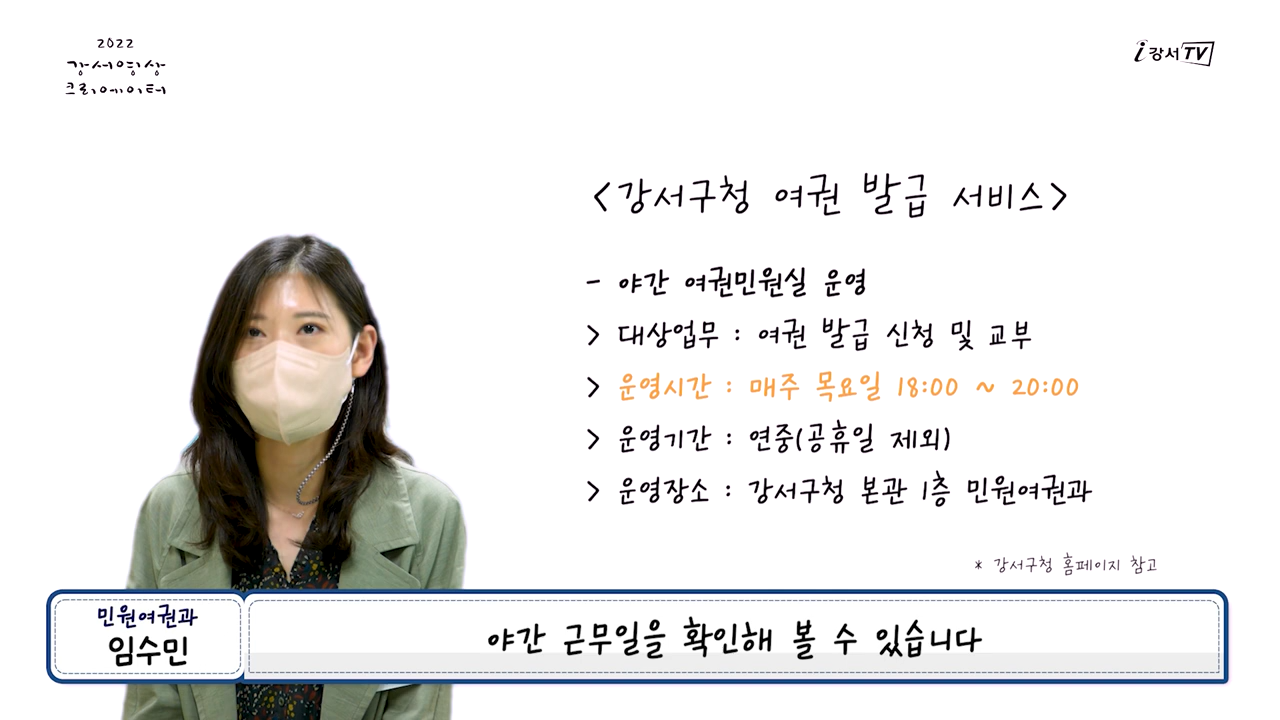 2022
강서영상
크리에이터
i강서TV
<강서구청 여권 발급 서비스>
- 야간 여권민원실 운영
> 대상업무 : 여권 발급 신청 및 교부
> 운영시간 : 매주 목요일 18:00 ~ 20:00
> 운영기간 : 연중(공휴일 제외)
> 운영장소 : 강서구청 본관 1층 민원여권과
* 강서구청 홈페이지 참고
민원여권과
임수민
야간 근무일을 확인해 볼 수 있습니다